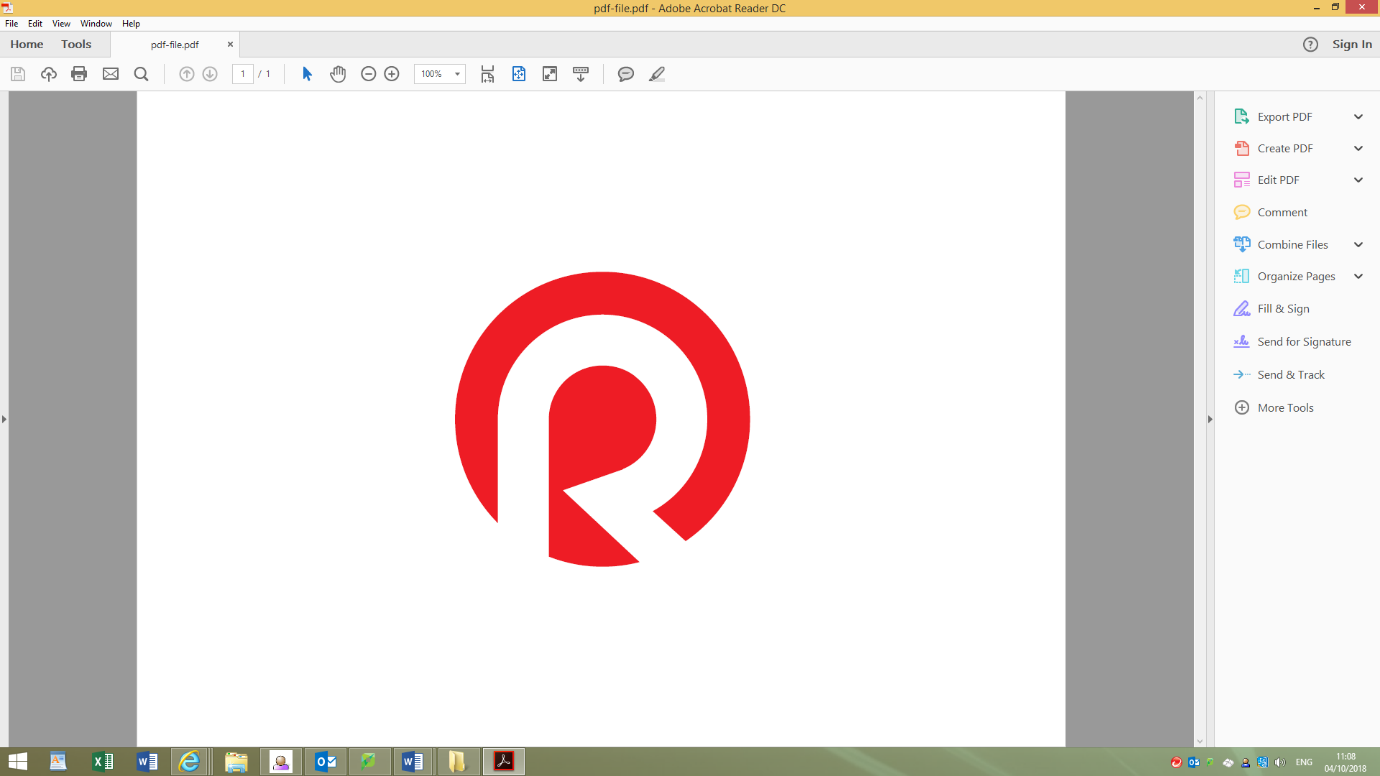 pdf-file.pdf - Adobe Acrobat Reader DC
File Edit View Window Help
Home Tools pdf-file.pdf × Sign In
1 / 1 100%
Export PDF
Create PDF
Edit PDF
Comment
Combine Files
Organize Pages
Fill & Sign
Send for Signature
Send & Track
More Tools
R
ENG
11:08
04/10/2018